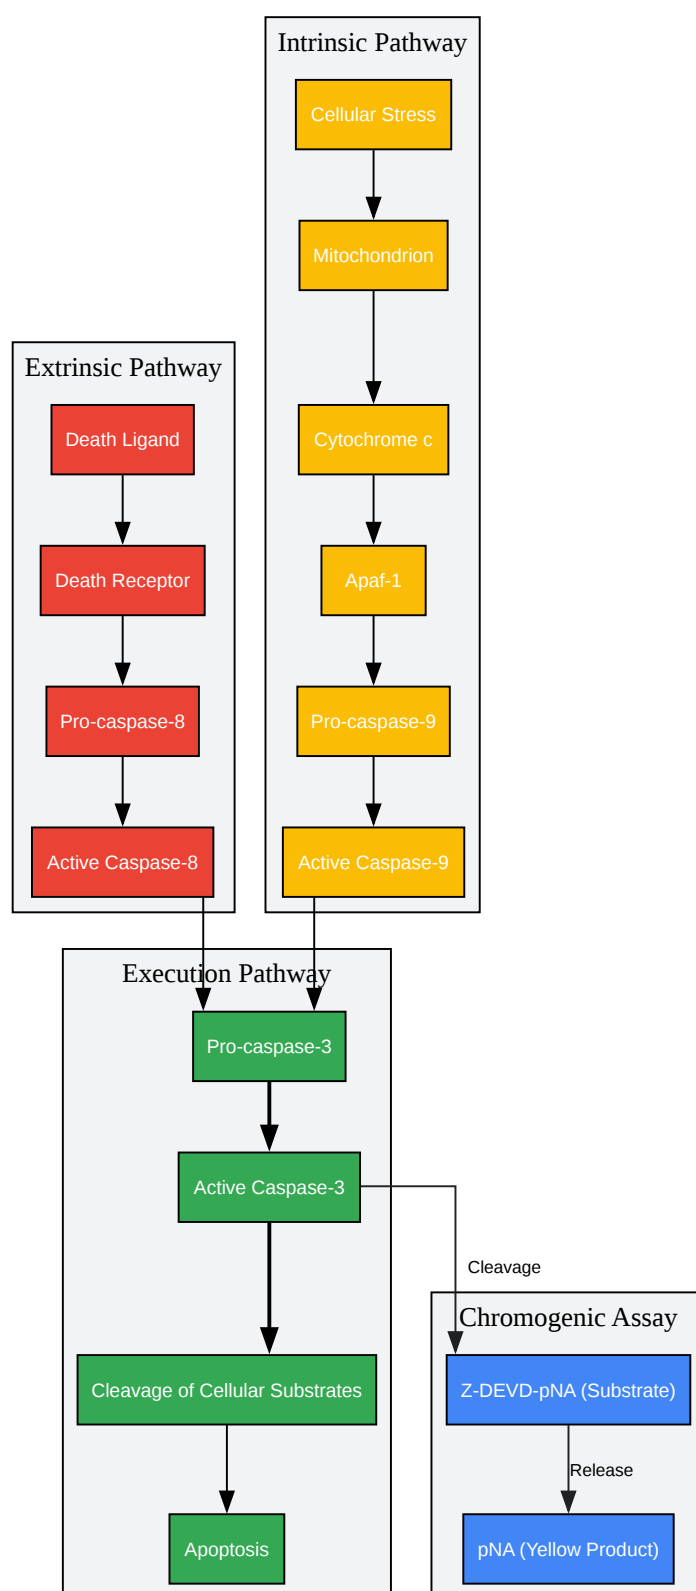 Intrinsic Pathway
Cellular Stress
Mitochondrion
Cytochrome c
Apaf-1
Pro-caspase-9
Active Caspase-9
Extrinsic Pathway
Death Ligand
Death Receptor
Pro-caspase-8
Active Caspase-8
Execution Pathway
Pro-caspase-3
Active Caspase-3
Cleavage of Cellular Substrates
Apoptosis
Cleavage
Chromogenic Assay
Z-DEVD-pNA (Substrate)
Release
pNA (Yellow Product)